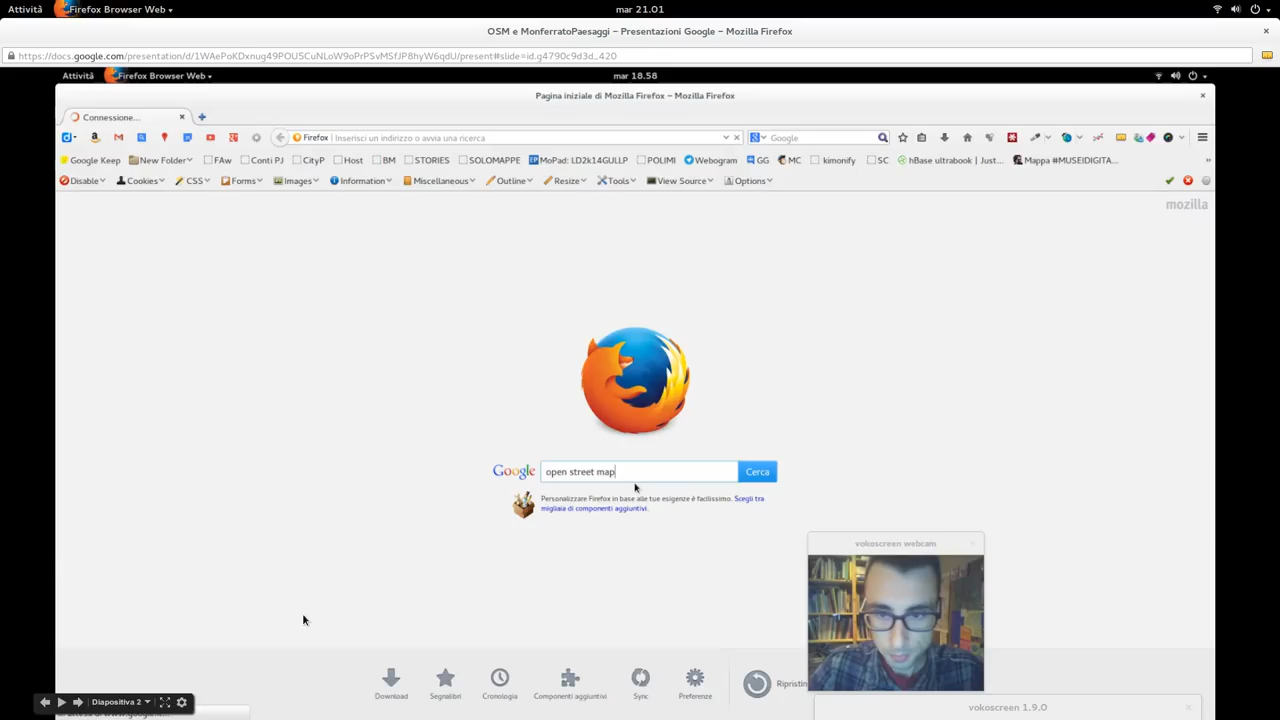 Attività Firefox Browser Web mar 21.01
OSM e MonferratoPaesaggi – Presentazioni Google – Mozilla Firefox
https://docs.google.com/presentation/d/1WAePoKDxnug49POUSCuNLoW9oPrPSvMSfJP8hyW6qdU/present#slide=id.g4790c9d3d_420
Attività Firefox Browser Web mar 18.58
Pagina iniziale di Mozilla Firefox – Mozilla Firefox
Connessione...
Firefox Inserisci un indirizzo o avvia una ricerca Google
Google Keep New Folder FAw Conti PJ CityP Host BM STORIES SOLOMAPPE MoPad: LD2k14GULLP POLIMI Webogram GG MC kimonify SC hBase ultrabook | Just... Mappa #MUSEIDIGITA...
Disable Cookies CSS Forms Images Information Miscellaneous Outline Resize Tools View Source Options
mozilla
Google open street map Cerca
Personalizzare Firefox in base alle tue esigenze è facilissimo. Scegli tra
migliaia di componenti aggiuntivi.
vokoscreen webcam
Download Segnalibri Cronologia Componenti aggiuntivi Sync Preferenze Ripristin
Diapositiva 2
vokoscreen 1.9.0